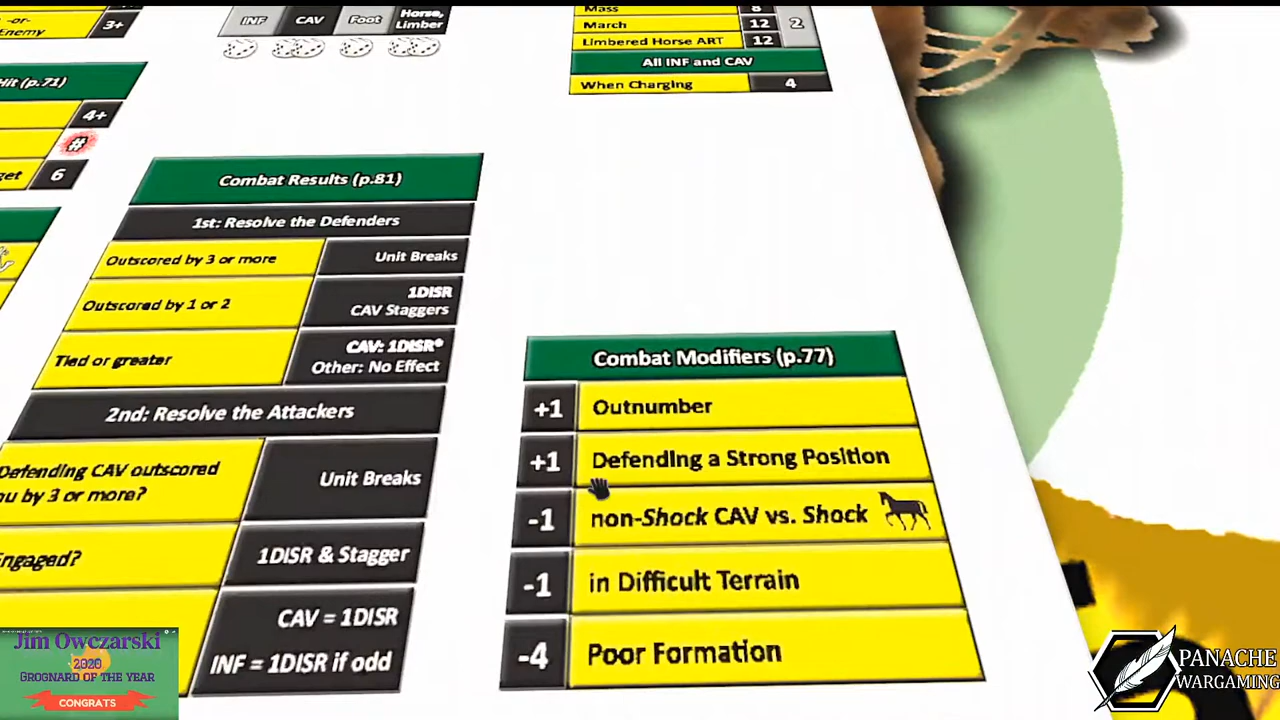 -or-
Enemy
3+
INF
CAV
Foot
Horse,
Limber
Mass
8
March
12
2
Limbered Horse ART
12
All INF and CAV
When Charging
4
Hit (p.71)
4+
#
get
6
Combat Results (p.81)
1st: Resolve the Defenders
Outscored by 3 or more
Unit Breaks
Outscored by 1 or 2
1DISR
CAV Staggers
Tied or greater
CAV: 1DISR*
Other: No Effect
2nd: Resolve the Attackers
Defending CAV outscored
ou by 3 or more?
Unit Breaks
Engaged?
1DISR & Stagger
CAV = 1DISR
INF = 1DISR if odd
Combat Modifiers (p.77)
+1 Outnumber
+1 Defending a Strong Position
-1 non-Shock CAV vs. Shock
-1 in Difficult Terrain
-4 Poor Formation
Jim Owczarski
2020
GROGNARD OF THE YEAR
CONGRATS
PANACHE
WARGAMING